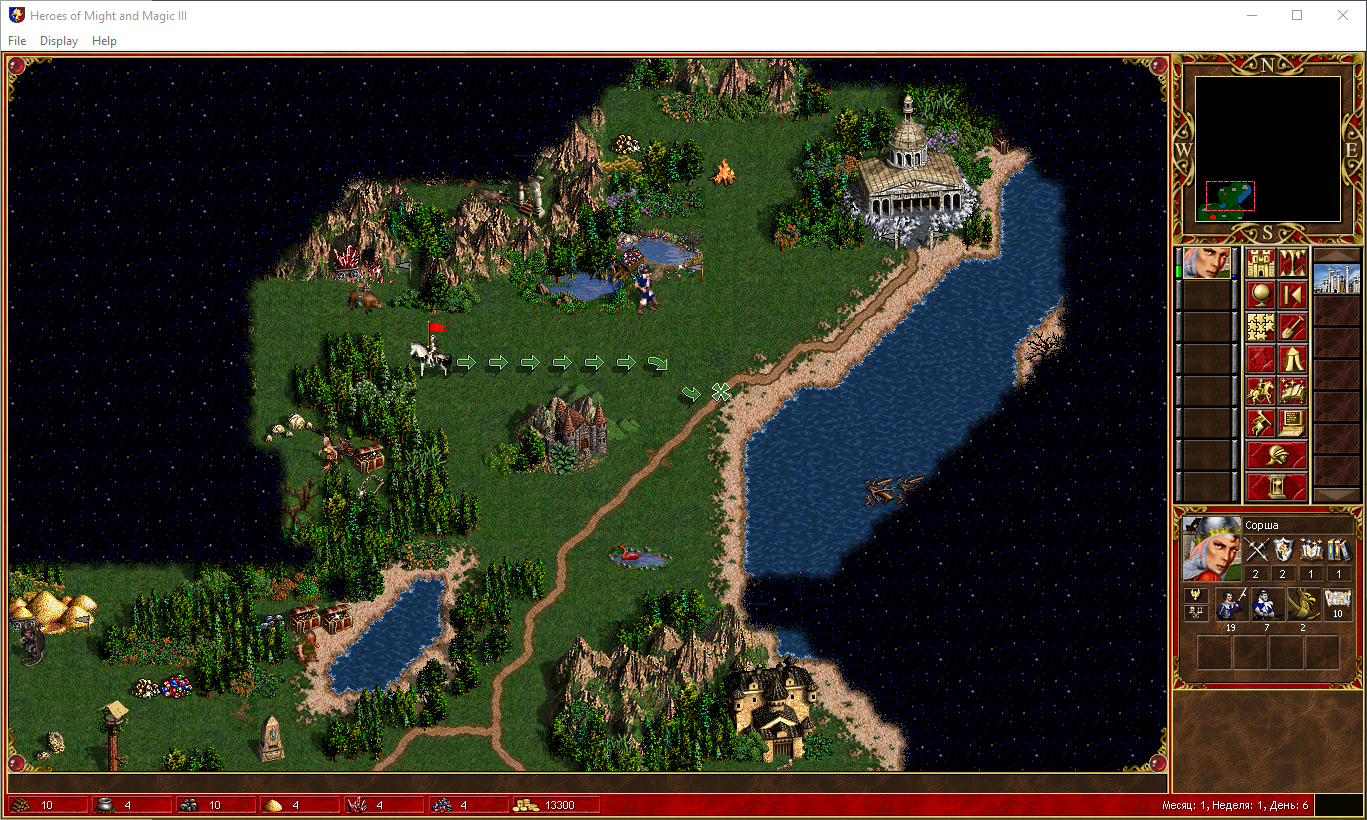 Heroes of Might and Magic III
File Display Help
N
W E
S
Сорша
2 2 1 1
10
19 7 2
10 4 10 4 4 4 13300 Месяц: 1, Неделя: 1, День: 6